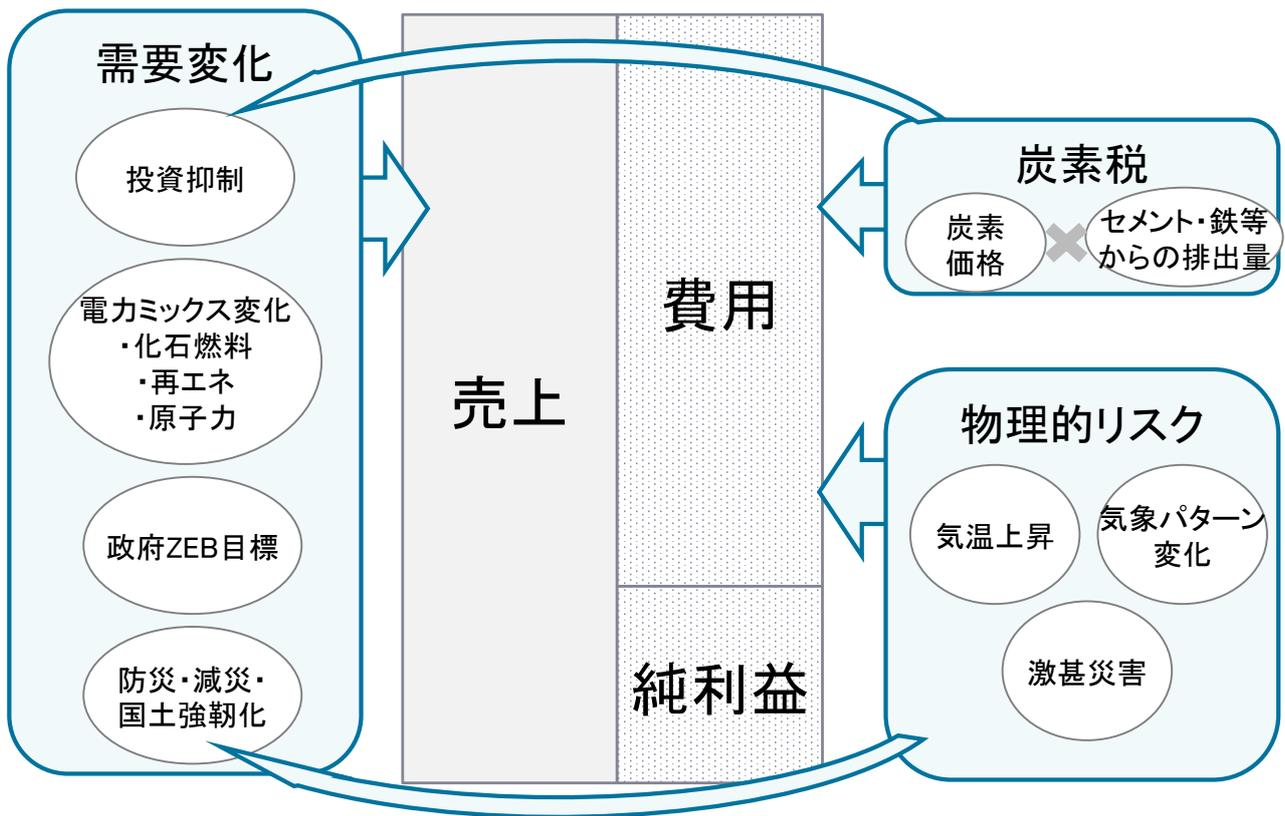 需要変化
投資抑制
電力ミックス変化
・化石燃料
・再エネ
・原子力
政府ZEB目標
防災・減災・
国土強靭化
売上
費用
純利益
炭素税
炭素
価格
セメント・鉄等
からの排出量
物理的リスク
気温上昇
気象パターン
変化
激甚災害